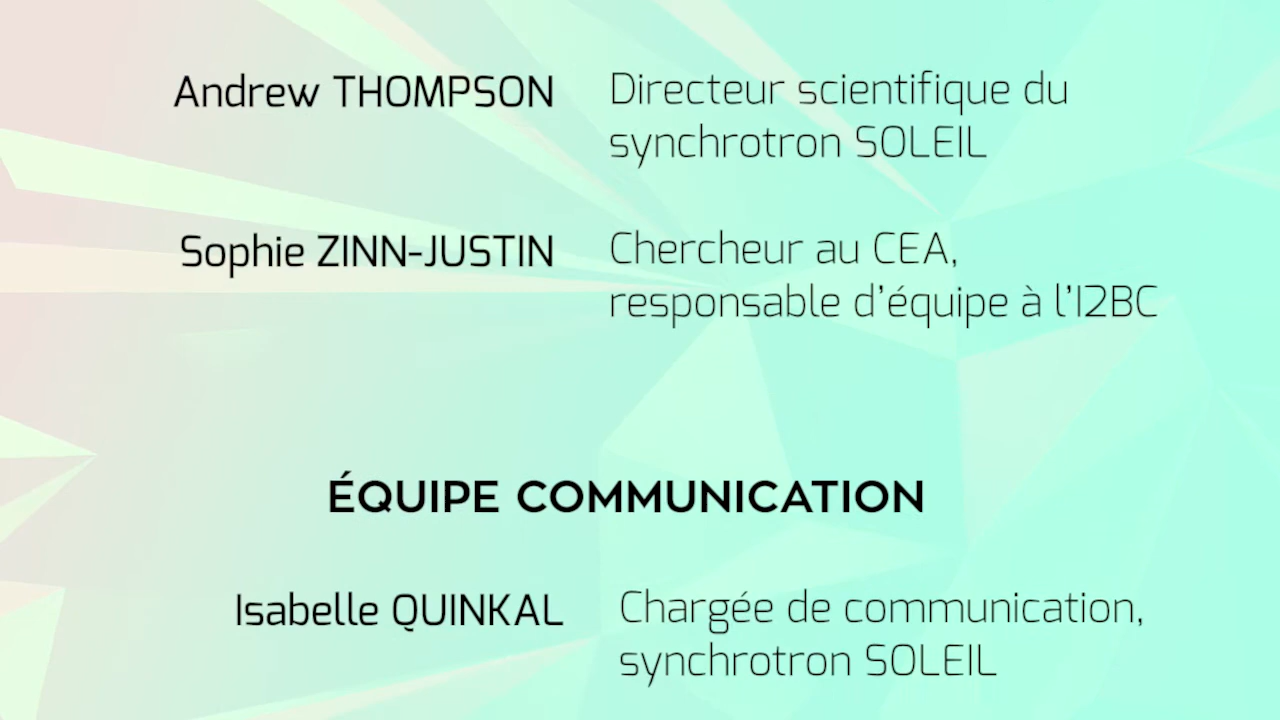 Andrew THOMPSON Directeur scientifique du
synchrotron SOLEIL
Sophie ZINN-JUSTIN Chercheur au CEA,
responsable d’équipe à l’I2BC
ÉQUIPE COMMUNICATION
Isabelle QUINKAL Chargée de communication,
synchrotron SOLEIL